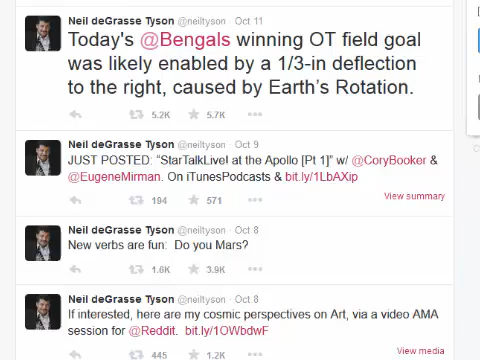 Neil deGrasse Tyson @neiltyson · Oct 11
Today's @Bengals winning OT field goal
was likely enabled by a 1/3-in deflection
to the right, caused by Earth's Rotation.
5.2K 5.7K
Neil deGrasse Tyson @neiltyson · Oct 9
JUST POSTED: “StarTalkLive! at the Apollo [Pt 1]” w/ @CoryBooker &
@EugeneMirman. On iTunesPodcasts & bit.ly/1LbAXip
194 571 View summary
Neil deGrasse Tyson @neiltyson · Oct 8
New verbs are fun: Do you Mars?
1.6K 3.9K
Neil deGrasse Tyson @neiltyson · Oct 8
If interested, here are my cosmic perspectives on Art, via a video AMA
session for @Reddit. bit.ly/1OWbdwF
445 1.2K View media